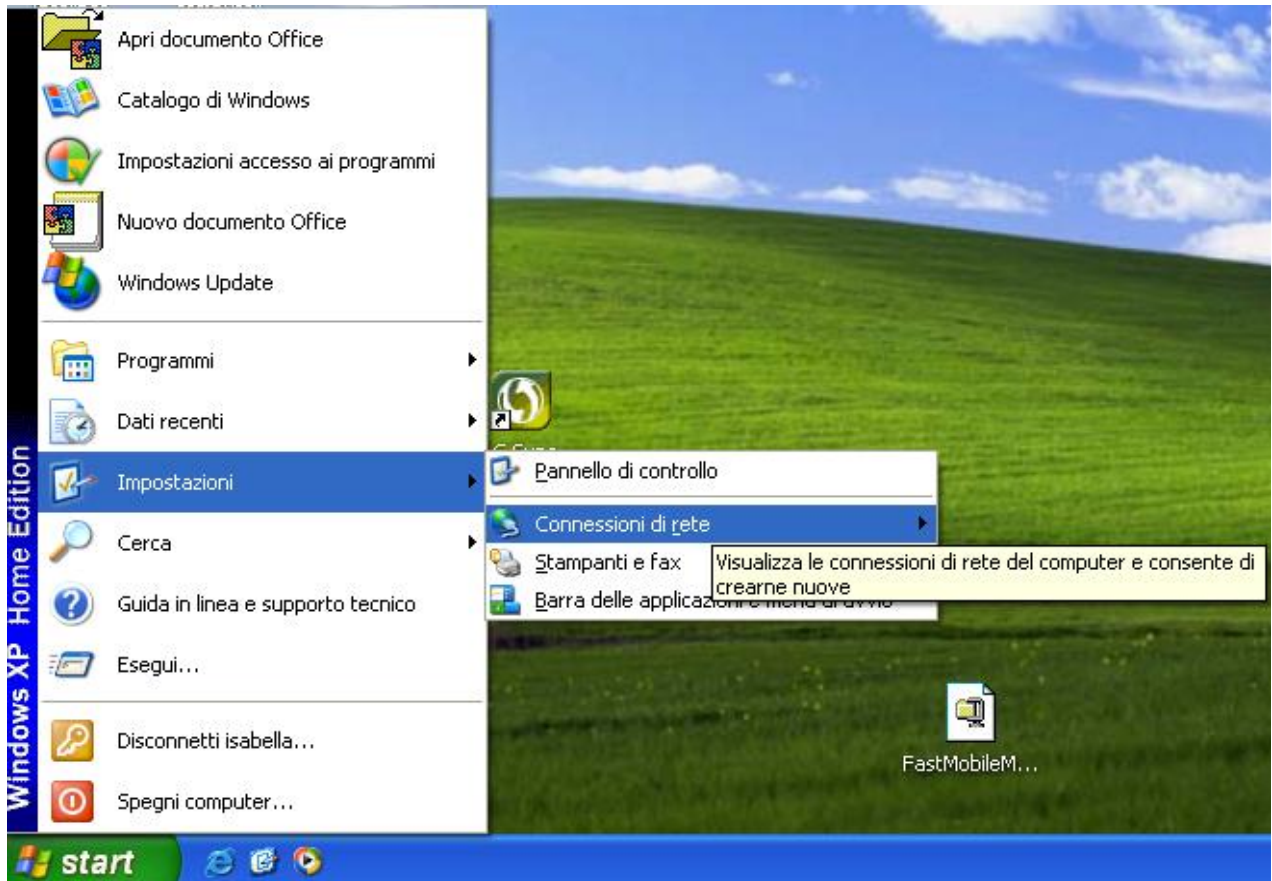 Apri documento Office
Catalogo di Windows
Impostazioni accesso ai programmi
Nuovo documento Office
Windows Update
Programmi
Dati recenti
Impostazioni
Cerca
Guida in linea e supporto tecnico
Esegui...
Disconnetti isabella...
Spegni computer...
Windows XP Home Edition
Pannello di controllo
Connessioni di rete
Stampanti e fax
Barra delle applicazioni e menu di avvio
Visualizza le connessioni di rete del computer e consente di
crearne nuove
FastMobileM...
start